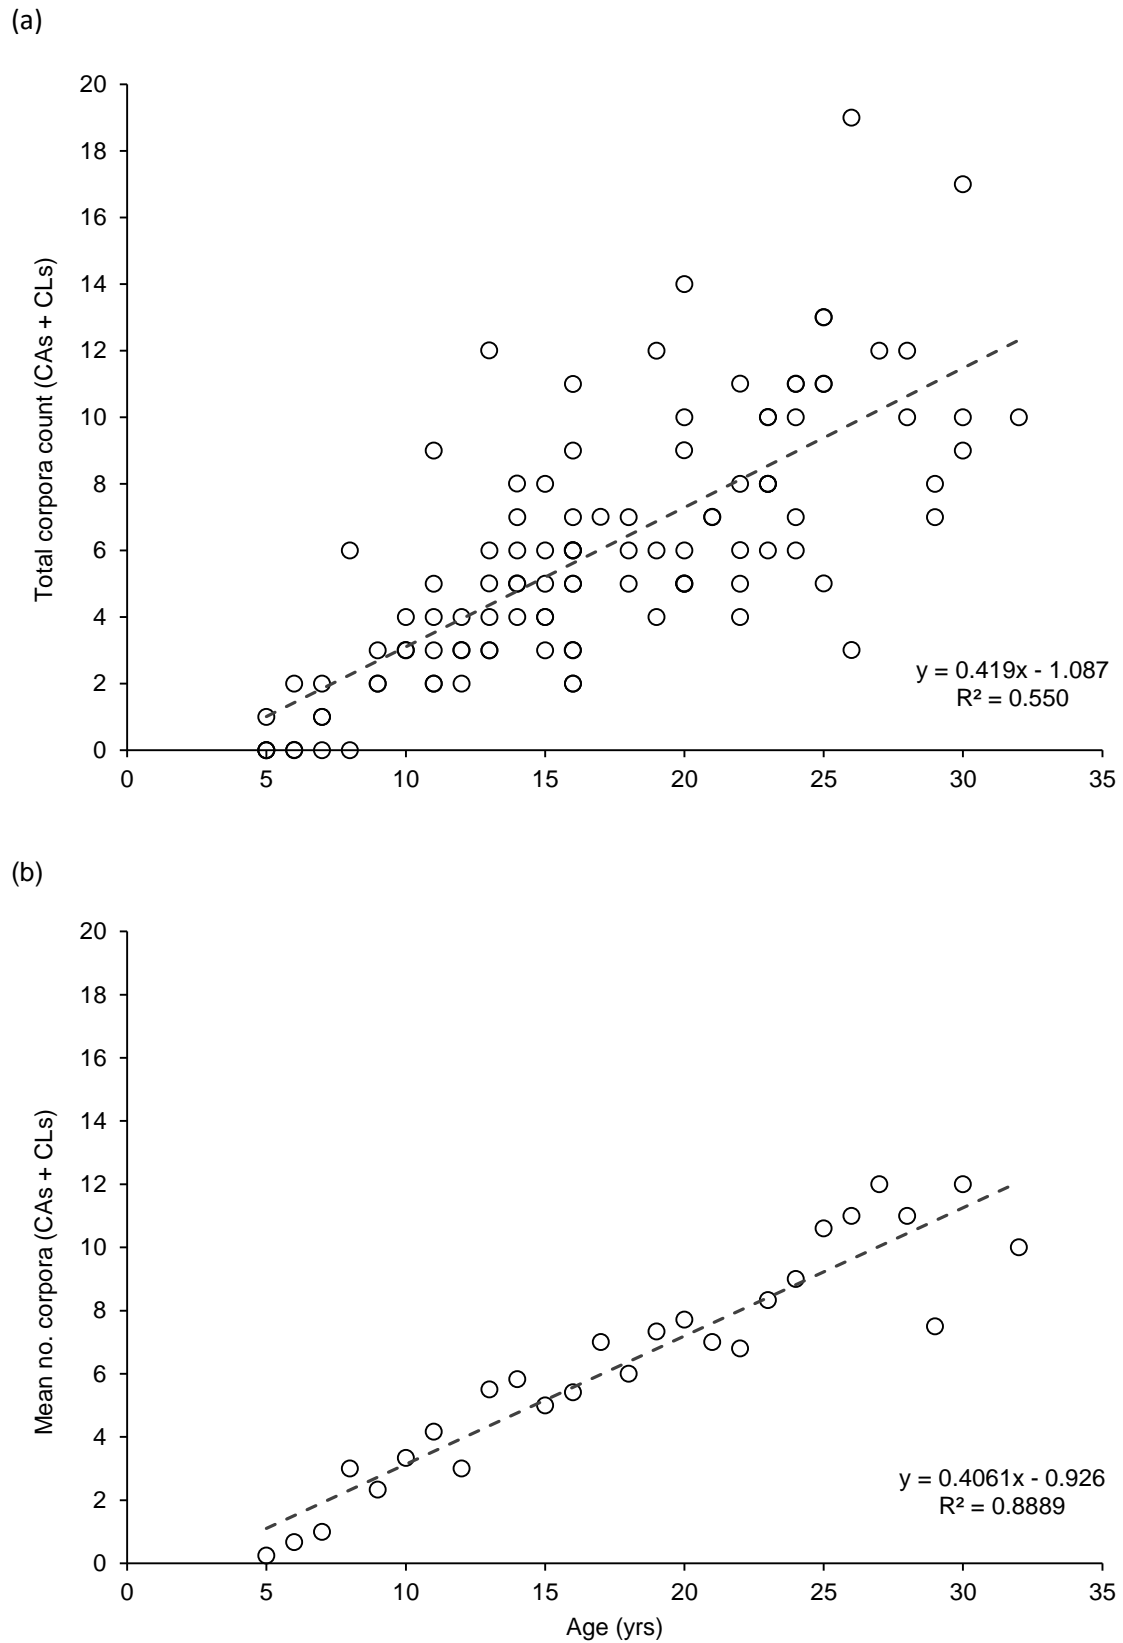 (a)
Total corpora count (CAs + CLs)
20
18
16
14
12
10
8
6
4
2
0
y = 0.419x - 1.087
R² = 0.550
0 5 10 15 20 25 30 35
(b)
Mean no. corpora (CAs + CLs)
20
18
16
14
12
10
8
6
4
2
0
y = 0.4061x - 0.926
R² = 0.8889
0 5 10 15 20 25 30 35
Age (yrs)